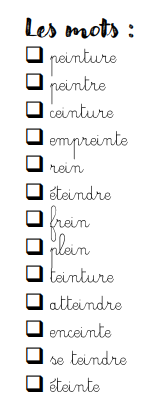 Les mots :
❑ peinture
❑ peintre
❑ ceinture
❑ empreinte
❑ rein
❑ éteindre
❑ frein
❑ plein
❑ teinture
❑ atteindre
❑ enceinte
❑ se teindre
❑ éteinte